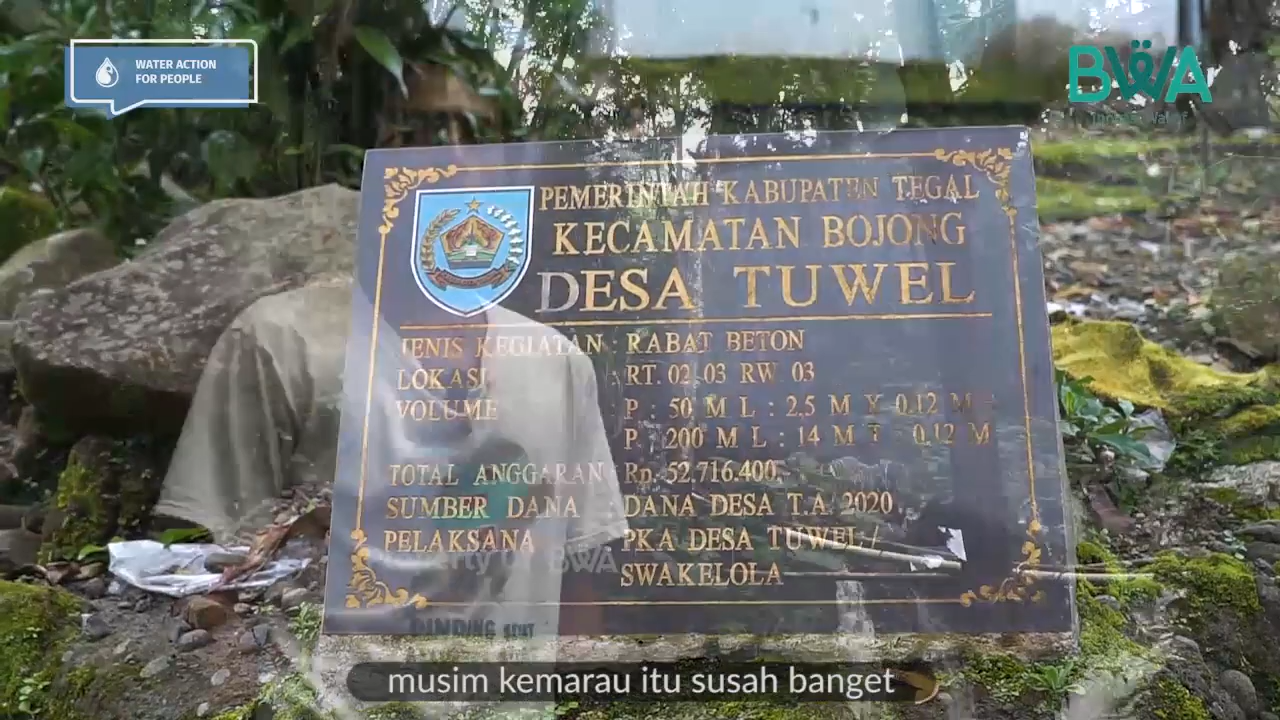 WATER ACTION
FOR PEOPLE
BWA
PEMERINTAH KABUPATEN TEGAL
KECAMATAN BOJONG
DESA TUWEL
JENIS KEGIATAN : RABAT BETON
LOKASI : RT. 02 03 RW 03
VOLUME : P : 50 M L : 2,5 M X 0,12 M
P : 200 M L : 14 M T : 0,12 M
TOTAL ANGGARAN : Rp. 52.716.400,
SUMBER DANA : DANA DESA T.A. 2020
PELAKSANA : PKA DESA TUWEL /
SWAKELOLA
BWA
musim kemarau itu susah banget